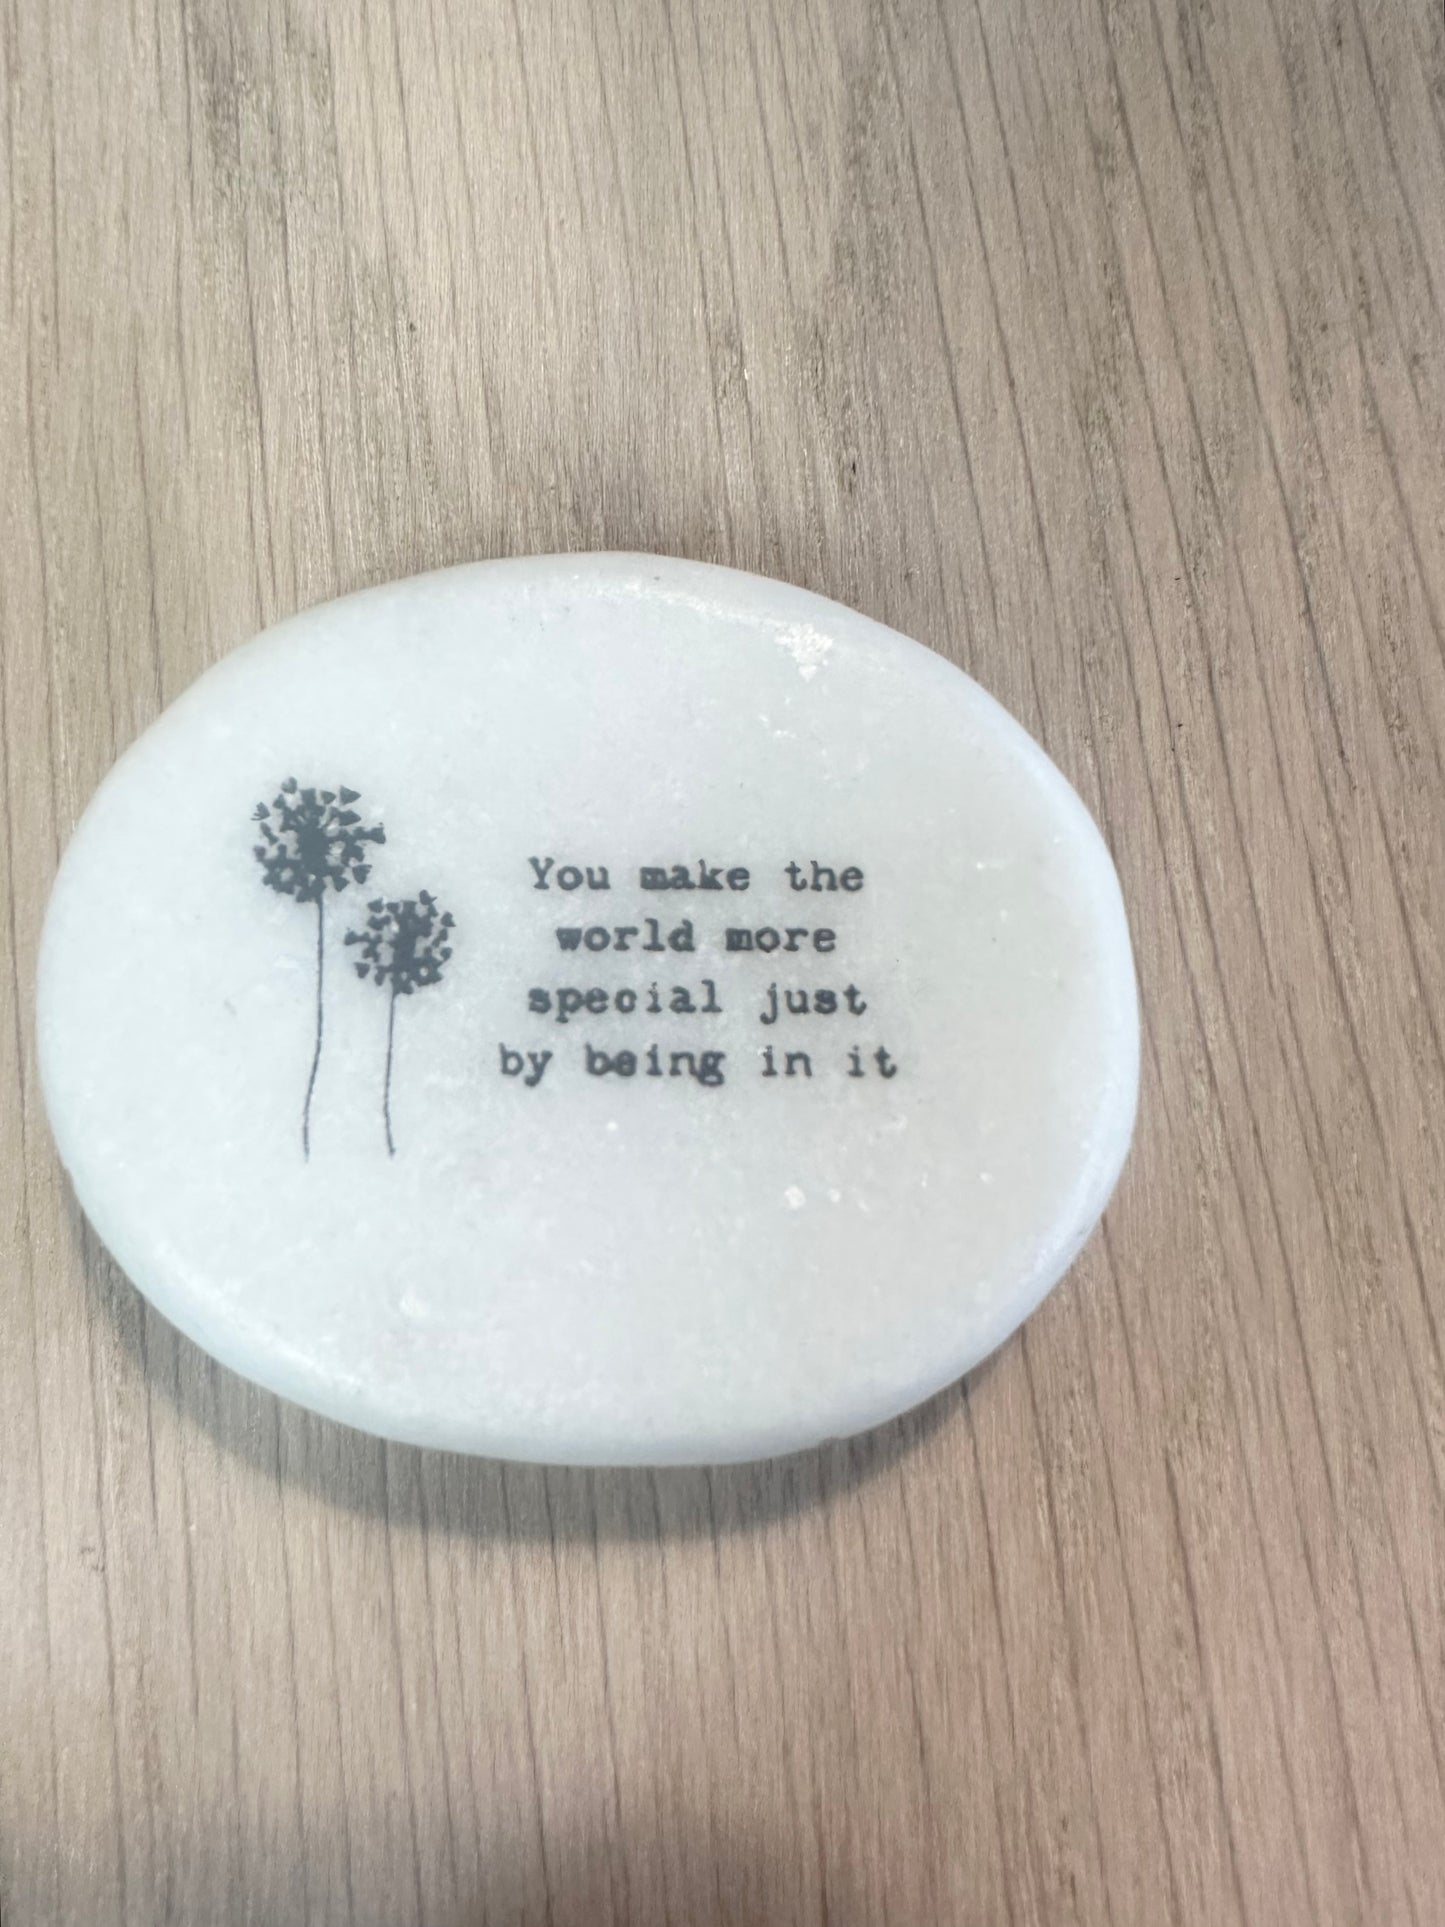 You make the
world more
special just
by being in it